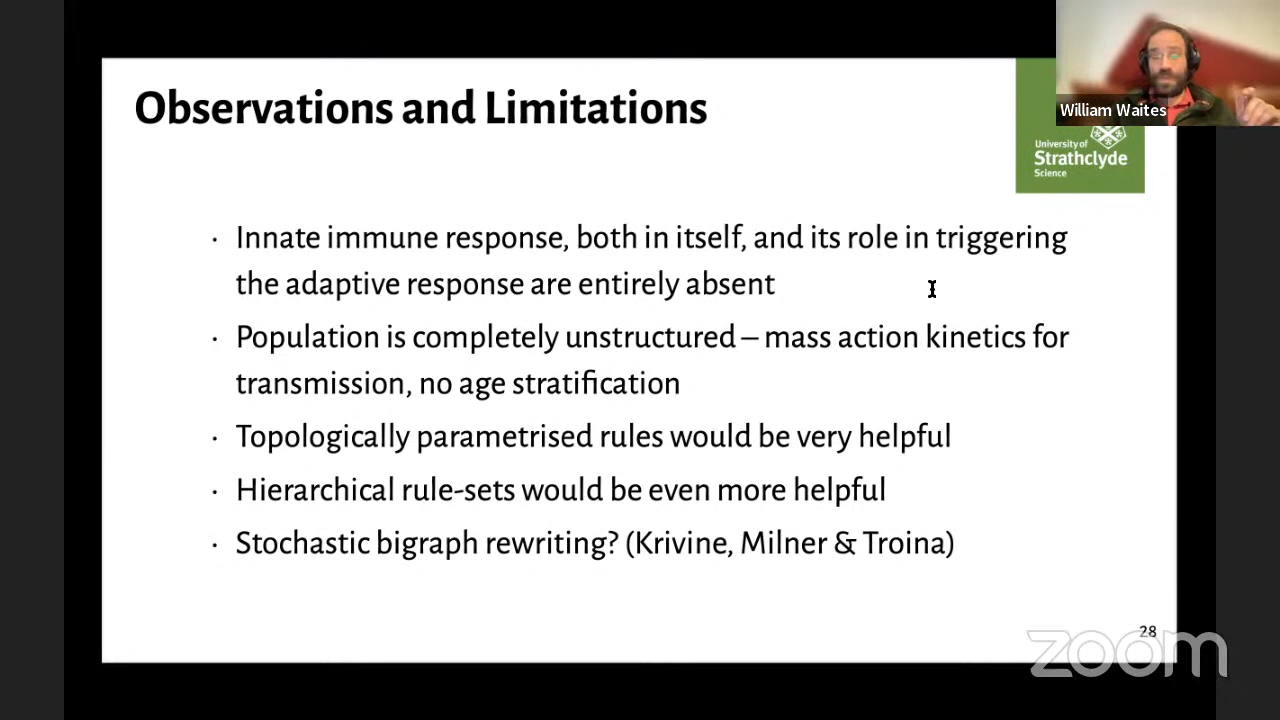 Observations and Limitations
William Waites
University of
Strathclyde
Science
· Innate immune response, both in itself, and its role in triggering
the adaptive response are entirely absent
· Population is completely unstructured – mass action kinetics for
transmission, no age stratification
· Topologically parametrised rules would be very helpful
· Hierarchical rule-sets would be even more helpful
· Stochastic bigraph rewriting? (Krivine, Milner & Troina)
28
zoom